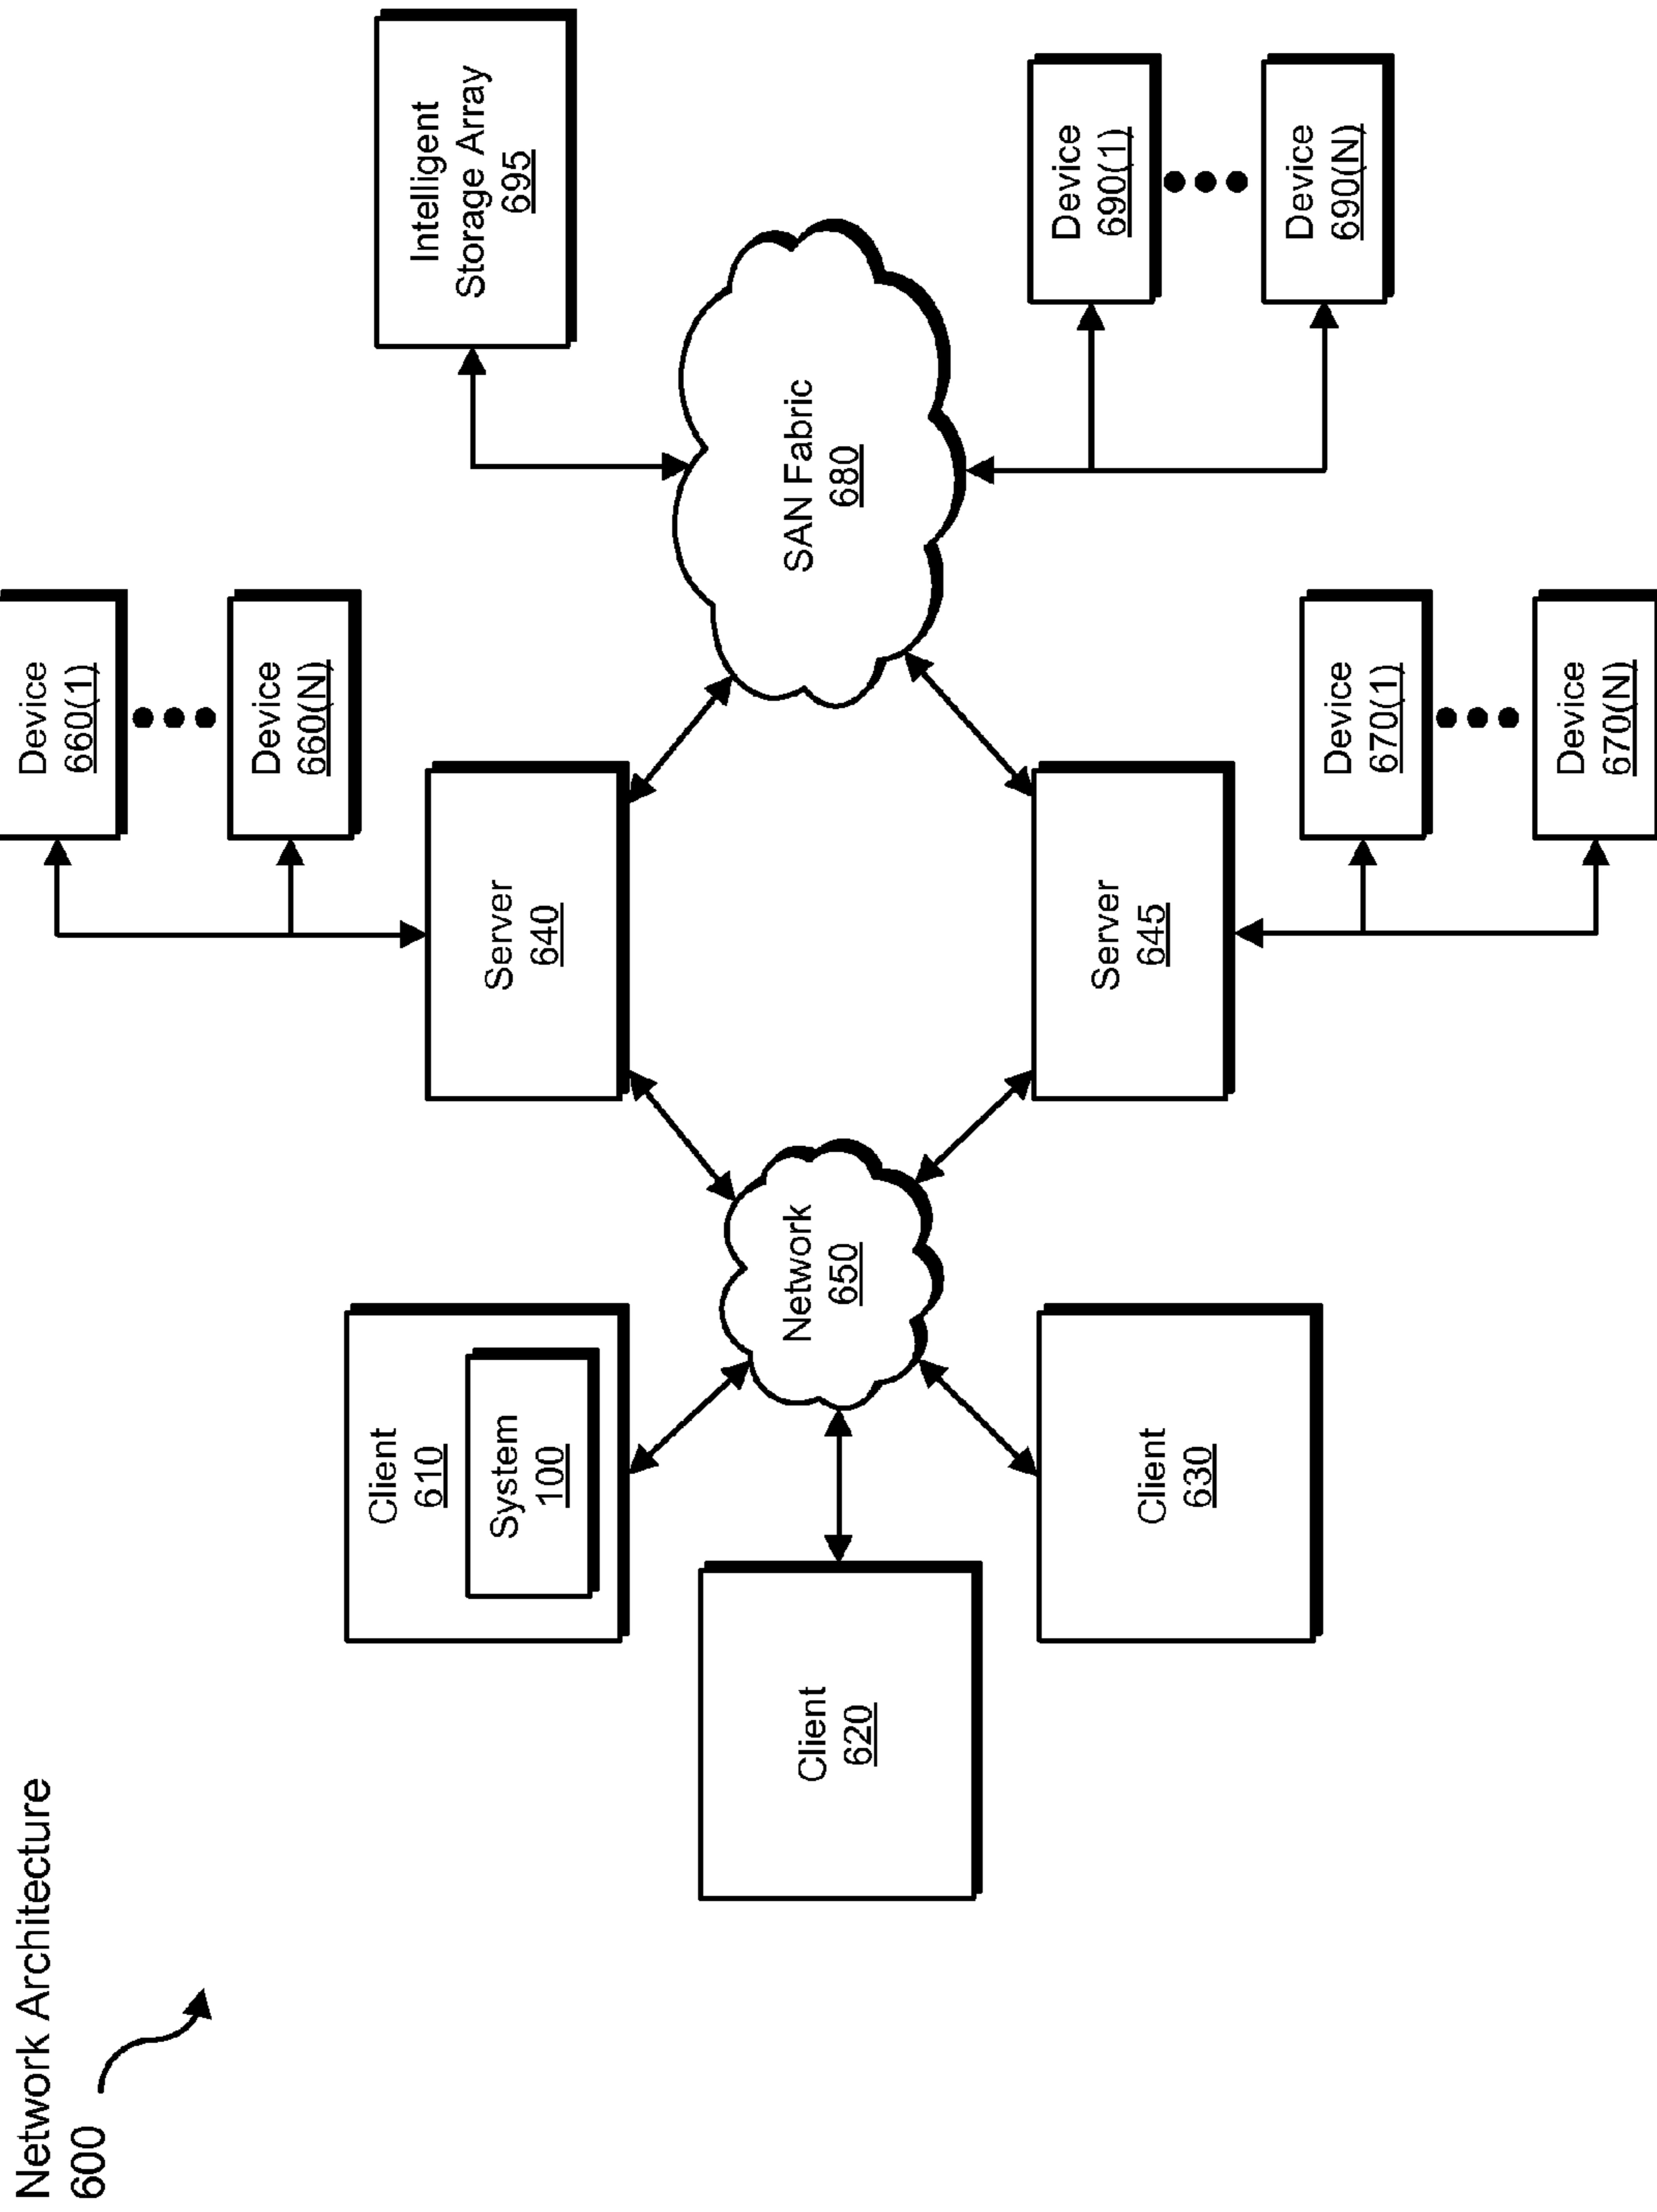 Network Architecture
600
Client
610
System
100
Client
620
Client
630
Network
650
Server
640
Server
645
Device
660(1)
Device
660(N)
Device
670(1)
Device
670(N)
SAN Fabric
680
Intelligent
Storage Array
695
Device
690(1)
Device
690(N)